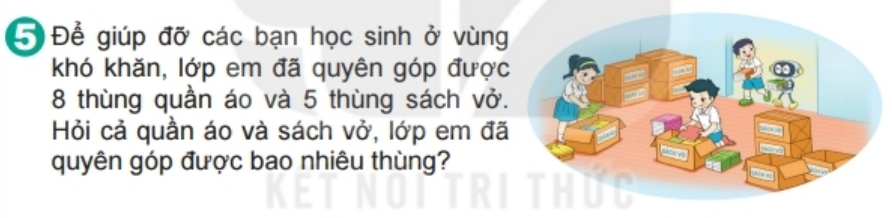 5 Để giúp đỡ các bạn học sinh ở vùng
khó khăn, lớp em đã quyên góp được
8 thùng quần áo và 5 thùng sách vở.
Hỏi cả quần áo và sách vở, lớp em đã
quyên góp được bao nhiêu thùng?
KẾT NỐI TRI THỨC